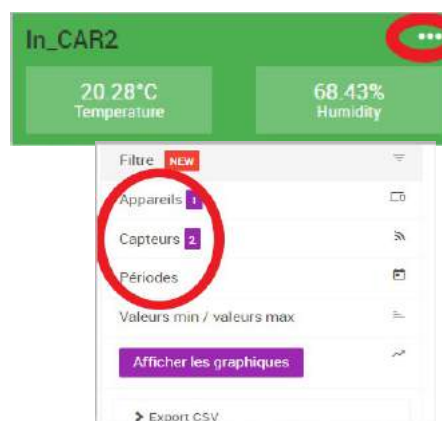 In_CAR2
20.28°C
Temperature
68.43%
Humidity
Filtre NEW
Appareils 1
Capteurs 2
Périodes
Valeurs min / valeurs max
Afficher les graphiques
Export CSV